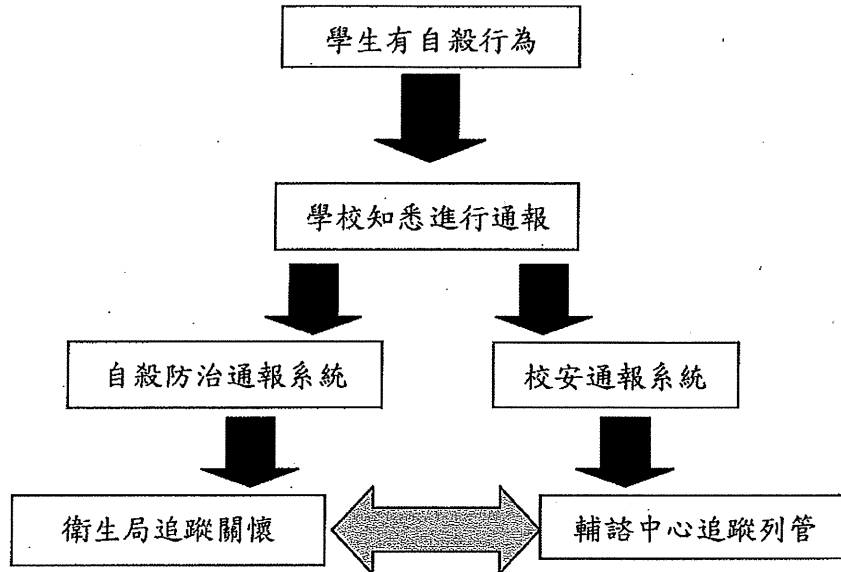 學生有自殺行為
學校知悉進行通報
自殺防治通報系統
校安通報系統
衛生局追蹤關懷
輔諮中心追蹤列管